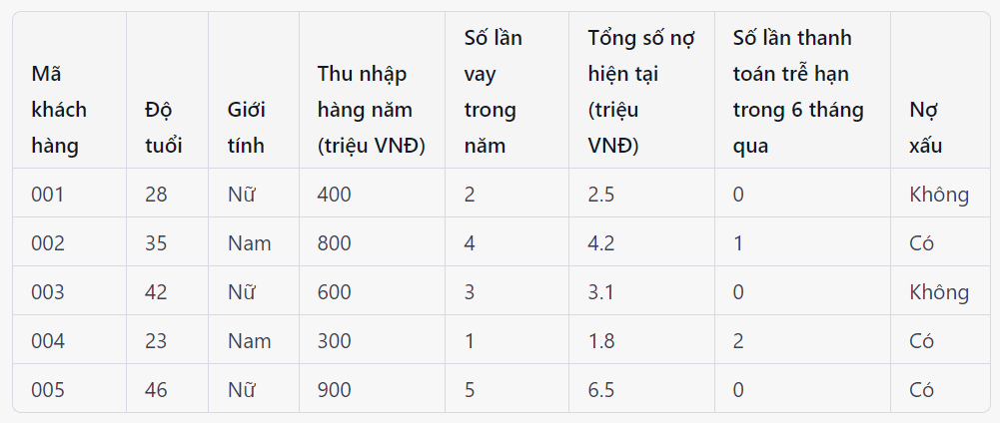 Mã khách hàng | Độ tuổi | Giới tính | Thu nhập hàng năm (triệu VNĐ) | Số lần vay trong năm | Tổng số nợ hiện tại (triệu VNĐ) | Số lần thanh toán trễ hạn trong 6 tháng qua | Nợ xấu
001 | 28 | Nữ | 400 | 2 | 2.5 | 0 | Không
002 | 35 | Nam | 800 | 4 | 4.2 | 1 | Có
003 | 42 | Nữ | 600 | 3 | 3.1 | 0 | Không
004 | 23 | Nam | 300 | 1 | 1.8 | 2 | Có
005 | 46 | Nữ | 900 | 5 | 6.5 | 0 | Có